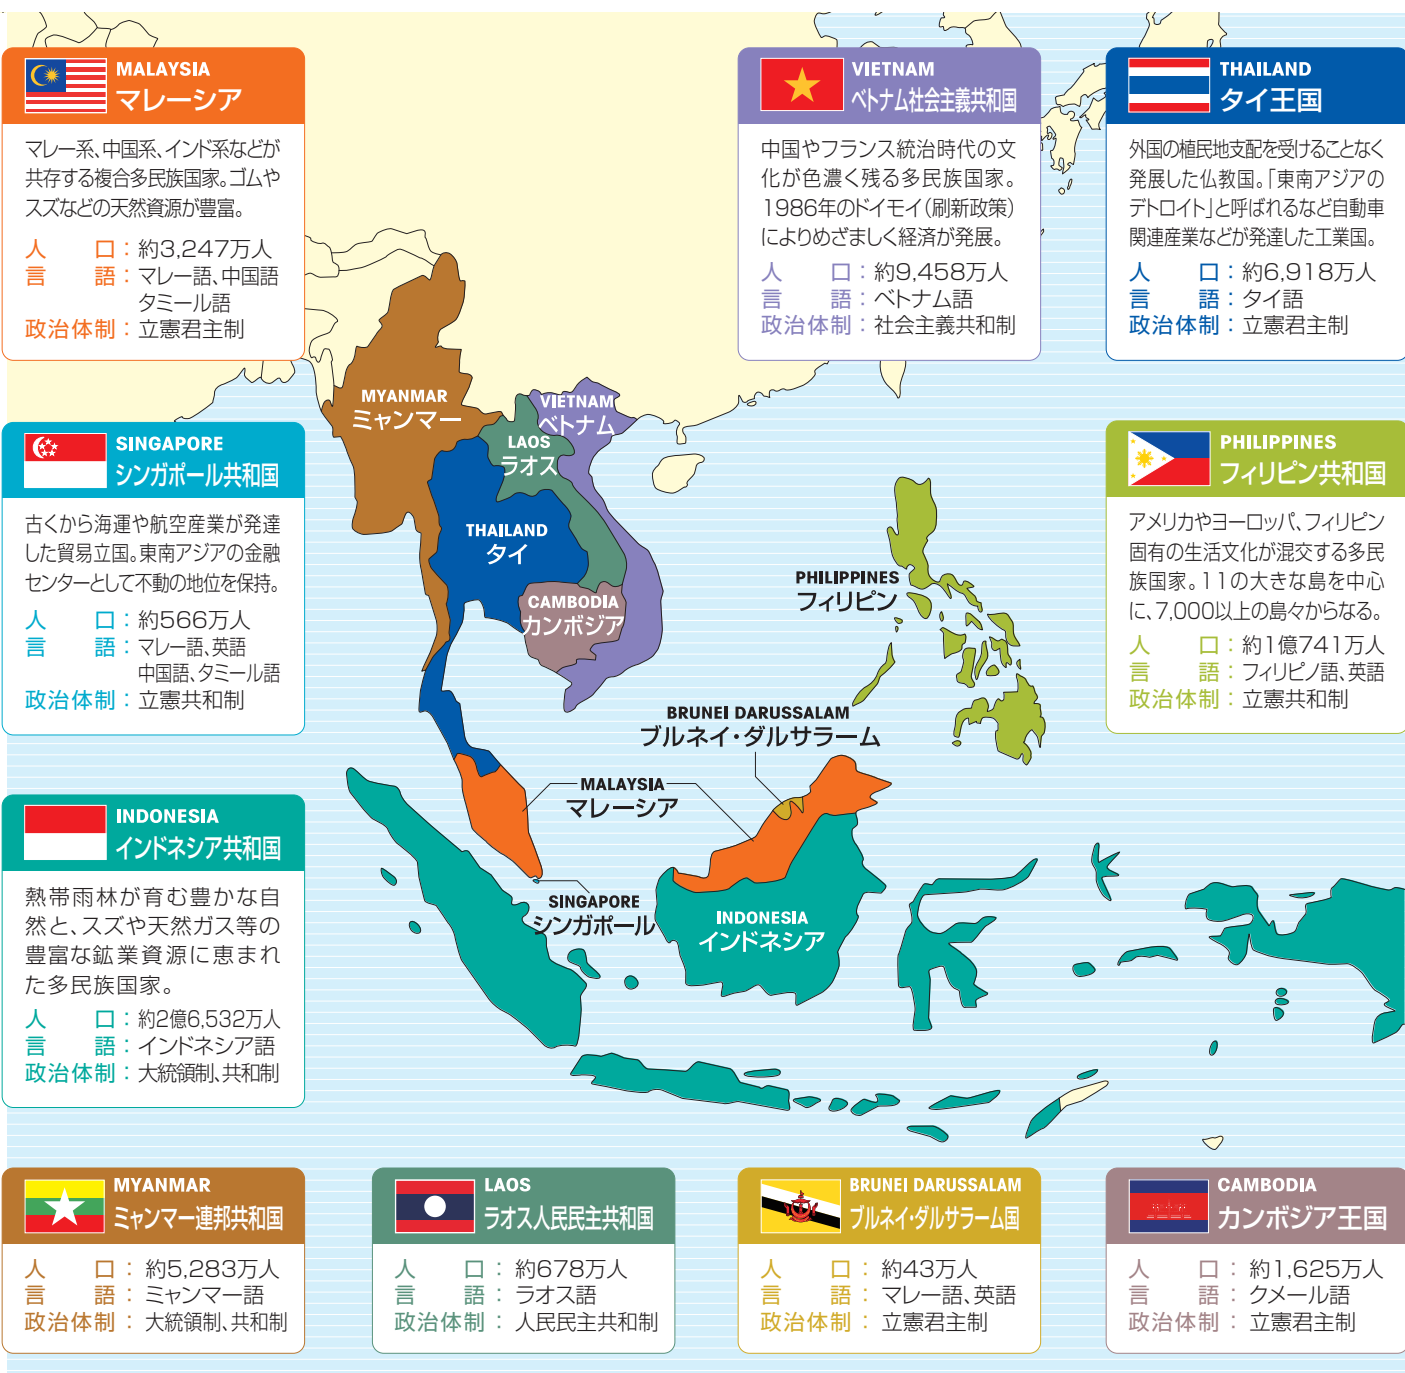 MALAYSIA
マレーシア
マレー系、中国系、インド系などが
共存する複合多民族国家。ゴムや
スズなどの天然資源が豊富。
人口：約3,247万人
言語：マレー語、中国語
タミール語
政治体制：立憲君主制
VIETNAM
ベトナム社会主義共和国
中国やフランス統治時代の文
化が色濃く残る多民族国家。
1986年のドイモイ（刷新政策）
によりめざましく経済が発展。
人口：約9,458万人
言語：ベトナム語
政治体制：社会主義共和制
THAILAND
タイ王国
外国の植民地支配を受けることなく
発展した仏教国。「東南アジアの
デトロイト」と呼ばれるなど自動車
関連産業などが発達した工業国。
人口：約6,918万人
言語：タイ語
政治体制：立憲君主制
SINGAPORE
シンガポール共和国
古くから海運や航空産業が発達
した貿易立国。東南アジアの金融
センターとして不動の地位を保持。
人口：約566万人
言語：マレー語、英語
中国語、タミール語
政治体制：立憲共和制
MYANMAR
ミャンマー
VIETNAM
ベトナム
LAOS
ラオス
THAILAND
タイ
CAMBODIA
カンボジア
PHILIPPINES
フィリピン
BRUNEI DARUSSALAM
ブルネイ・ダルサラーム
MALAYSIA
マレーシア
SINGAPORE
シンガポール
INDONESIA
インドネシア
PHILIPPINES
フィリピン共和国
アメリカやヨーロッパ、フィリピン
固有の生活文化が混交する多民
族国家。11の大きな島を中心
に、7,000以上の島々からなる。
人口：約1億741万人
言語：フィリピノ語、英語
政治体制：立憲共和制
INDONESIA
インドネシア共和国
熱帯雨林が育む豊かな自
然と、スズや天然ガス等の
豊富な鉱業資源に恵まれ
た多民族国家。
人口：約2億6,532万人
言語：インドネシア語
政治体制：大統領制、共和制
MYANMAR
ミャンマー連邦共和国
人口：約5,283万人
言語：ミャンマー語
政治体制：大統領制、共和制
LAOS
ラオス人民民主共和国
人口：約678万人
言語：ラオス語
政治体制：人民民主共和制
BRUNEI DARUSSALAM
ブルネイ・ダルサラーム国
人口：約43万人
言語：マレー語、英語
政治体制：立憲君主制
CAMBODIA
カンボジア王国
人口：約1,625万人
言語：クメール語
政治体制：立憲君主制